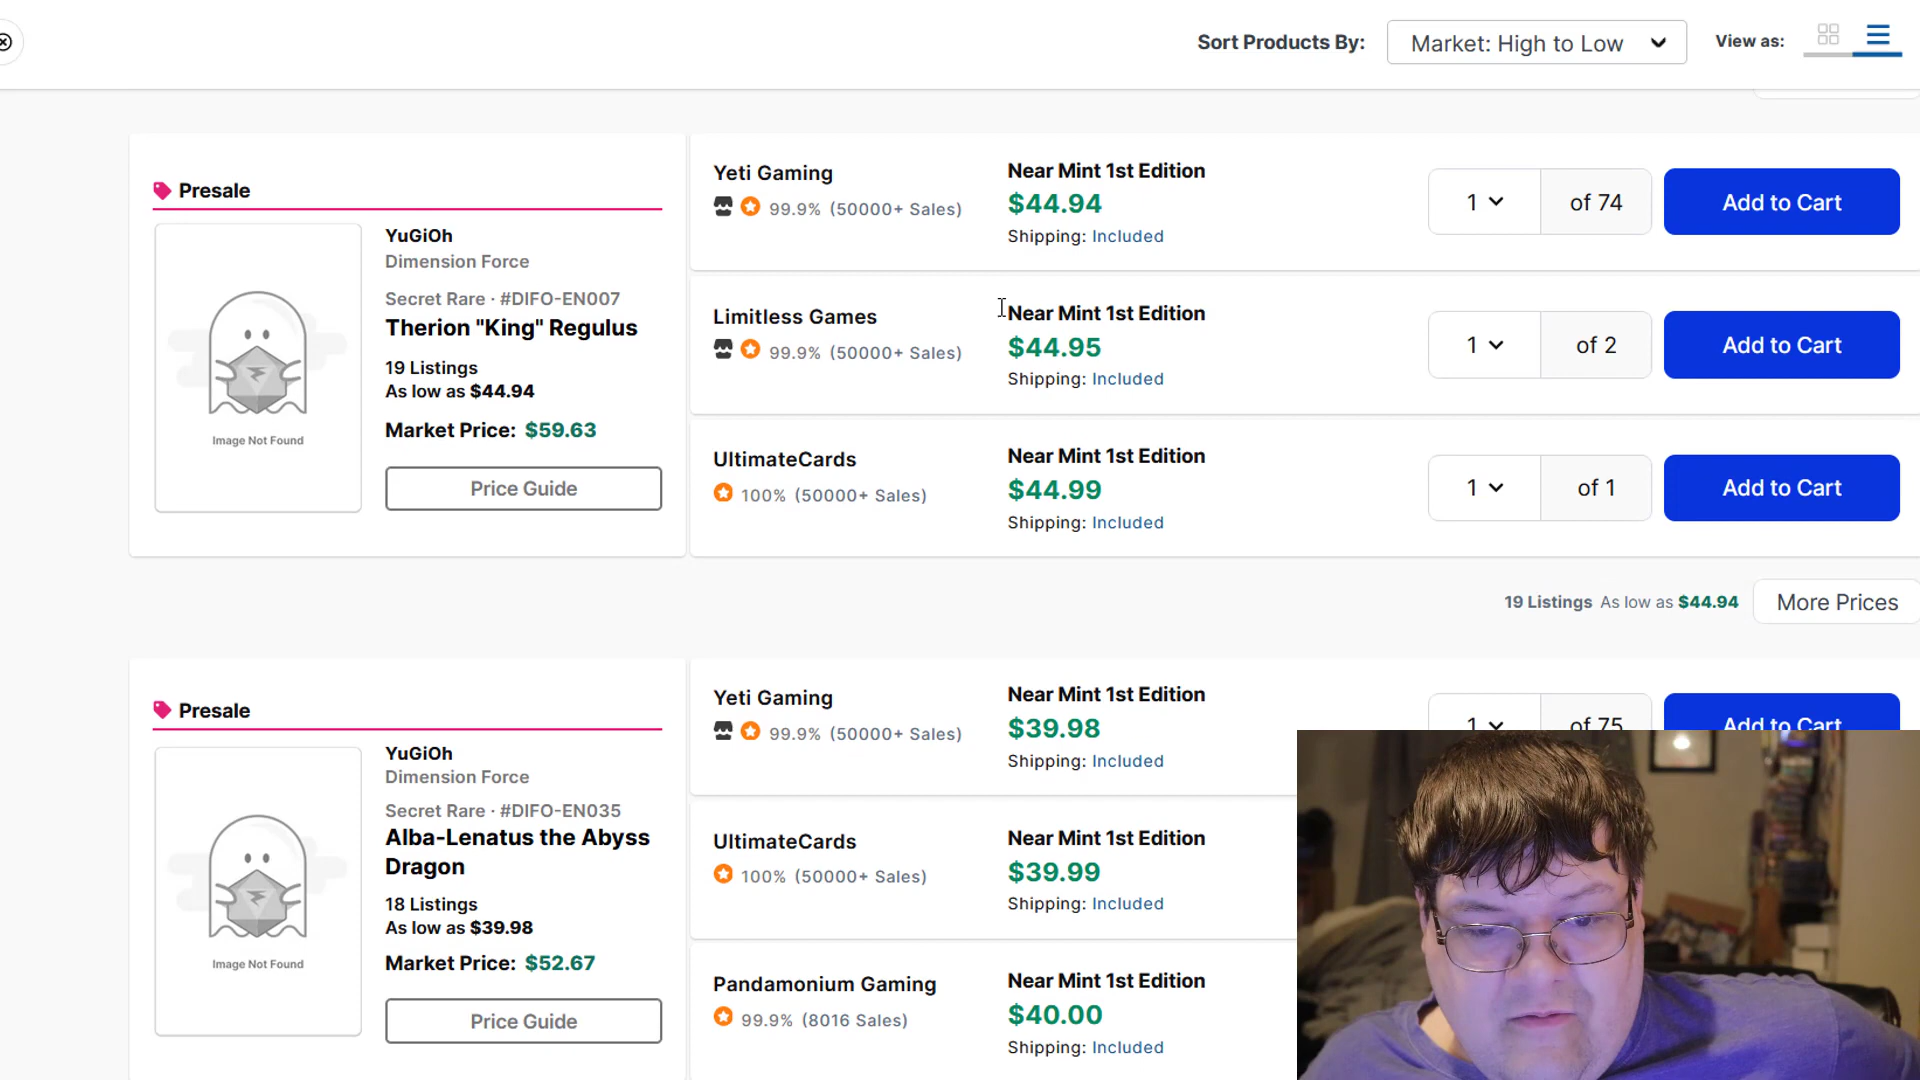 Sort Products By:
Market: High to Low
View as:
Presale
YuGiOh
Dimension Force
Secret Rare · #DIFO-EN007
Therion "King" Regulus
19 Listings
As low as $44.94
Market Price: $59.63
Price Guide
Image Not Found
Yeti Gaming
99.9% (50000+ Sales)
Near Mint 1st Edition
$44.94
Shipping: Included
1
of 74
Add to Cart
Limitless Games
99.9% (50000+ Sales)
Near Mint 1st Edition
$44.95
Shipping: Included
1
of 2
Add to Cart
UltimateCards
100% (50000+ Sales)
Near Mint 1st Edition
$44.99
Shipping: Included
1
of 1
Add to Cart
19 Listings As low as $44.94
More Prices
Presale
YuGiOh
Dimension Force
Secret Rare · #DIFO-EN035
Alba-Lenatus the Abyss
Dragon
18 Listings
As low as $39.98
Market Price: $52.67
Price Guide
Image Not Found
Yeti Gaming
99.9% (50000+ Sales)
Near Mint 1st Edition
$39.98
Shipping: Included
1
of 75
Add to Cart
UltimateCards
100% (50000+ Sales)
Near Mint 1st Edition
$39.99
Shipping: Included
Pandamonium Gaming
99.9% (8016 Sales)
Near Mint 1st Edition
$40.00
Shipping: Included